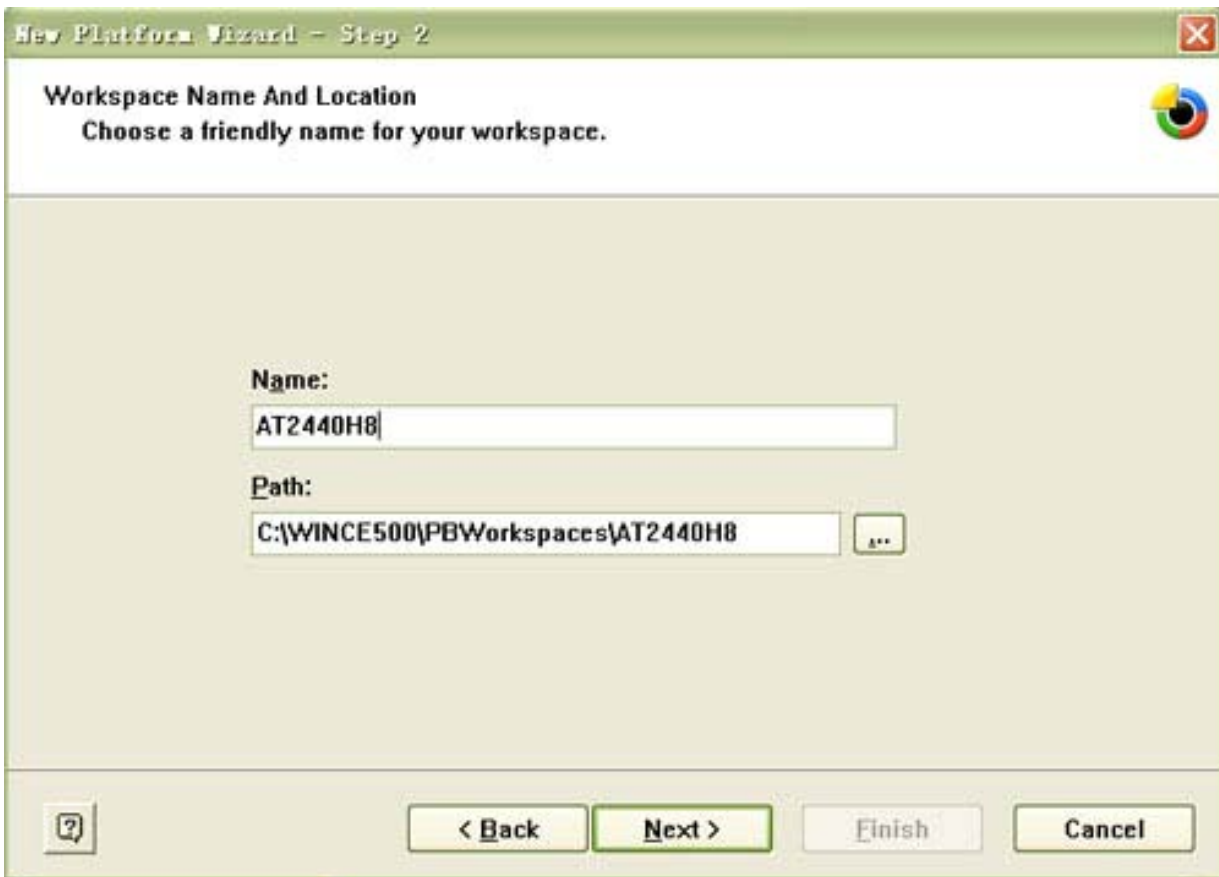 New Platform Wizard - Step 2
Workspace Name And Location
Choose a friendly name for your workspace.
Name:
AT2440H8
Path:
C:\WINCE500\PBWorkspaces\AT2440H8
...
?
< Back
Next >
Finish
Cancel